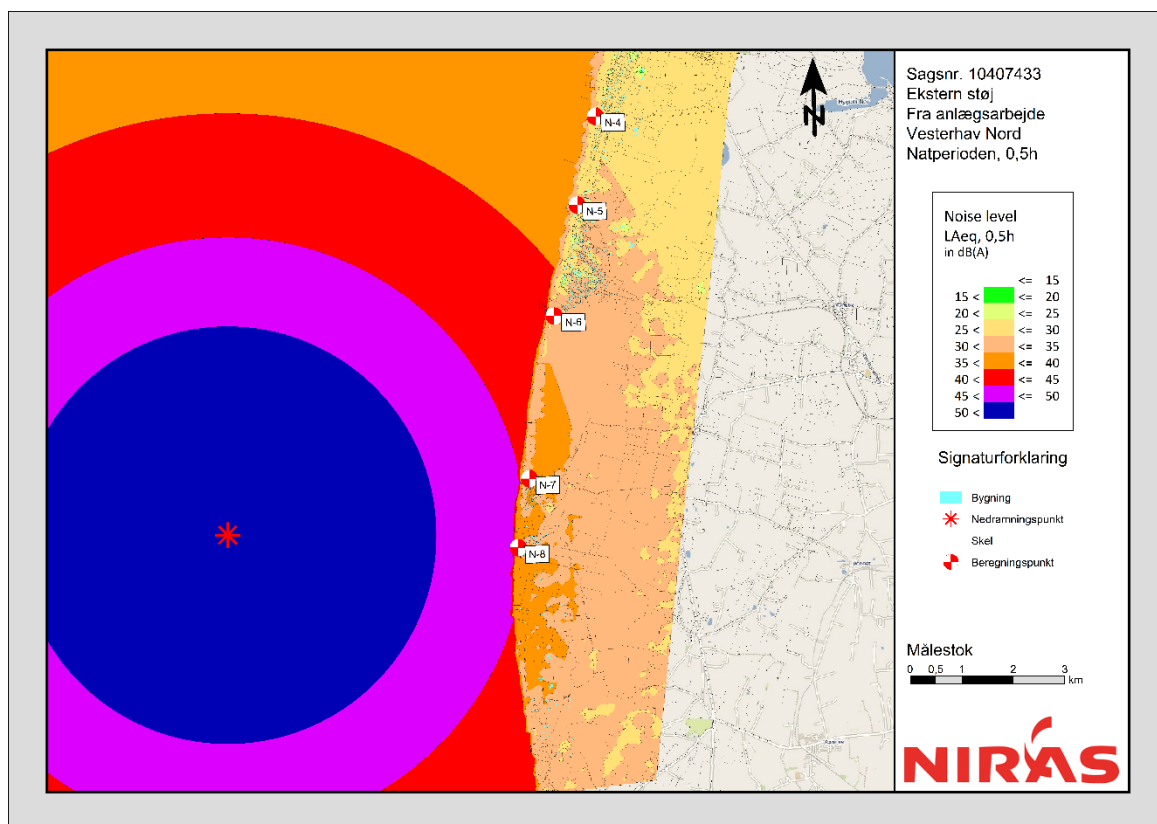 Sagsnr. 10407433
Ekstern støj
Fra anlægsarbejde
Vesterhav Nord
Natperioden, 0,5h
N
N-4
N-5
N-6
N-7
N-8
Noise level
LAeq, 0,5h
in dB(A)
<= 15
15 < <= 20
20 < <= 25
25 < <= 30
30 < <= 35
35 < <= 40
40 < <= 45
45 < <= 50
50 <
Signaturforklaring
Bygning
Nedramningspunkt
Skel
Beregningspunkt
Målestok
0 0,5 1 2 3
km
NIRAS